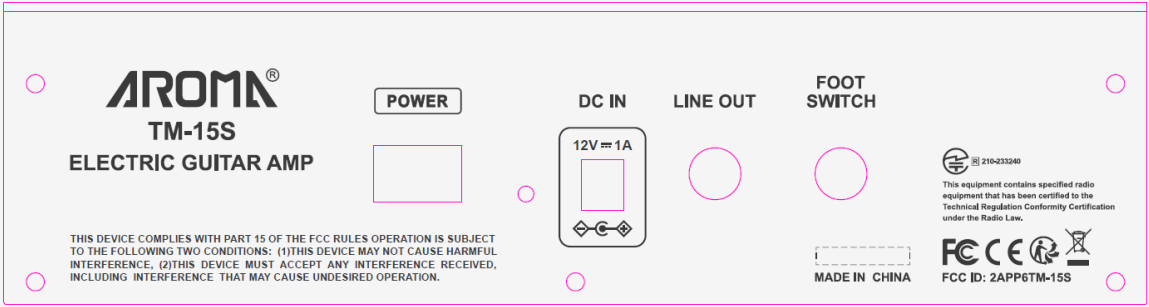 AROMA®
TM-15S
ELECTRIC GUITAR AMP
POWER
DC IN
12V⎓1A
LINE OUT
FOOT
SWITCH
R 210-233240
This equipment contains specified radio
equipment that has been certified to the
Technical Regulation Conformity Certification
under the Radio Law.
THIS DEVICE COMPLIES WITH PART 15 OF THE FCC RULES OPERATION IS SUBJECT
TO THE FOLLOWING TWO CONDITIONS: (1)THIS DEVICE MAY NOT CAUSE HARMFUL
INTERFERENCE, (2)THIS DEVICE MUST ACCEPT ANY INTERFERENCE RECEIVED,
INCLUDING INTERFERENCE THAT MAY CAUSE UNDESIRED OPERATION.
MADE IN CHINA
FC CE
FCC ID: 2APP6TM-15S